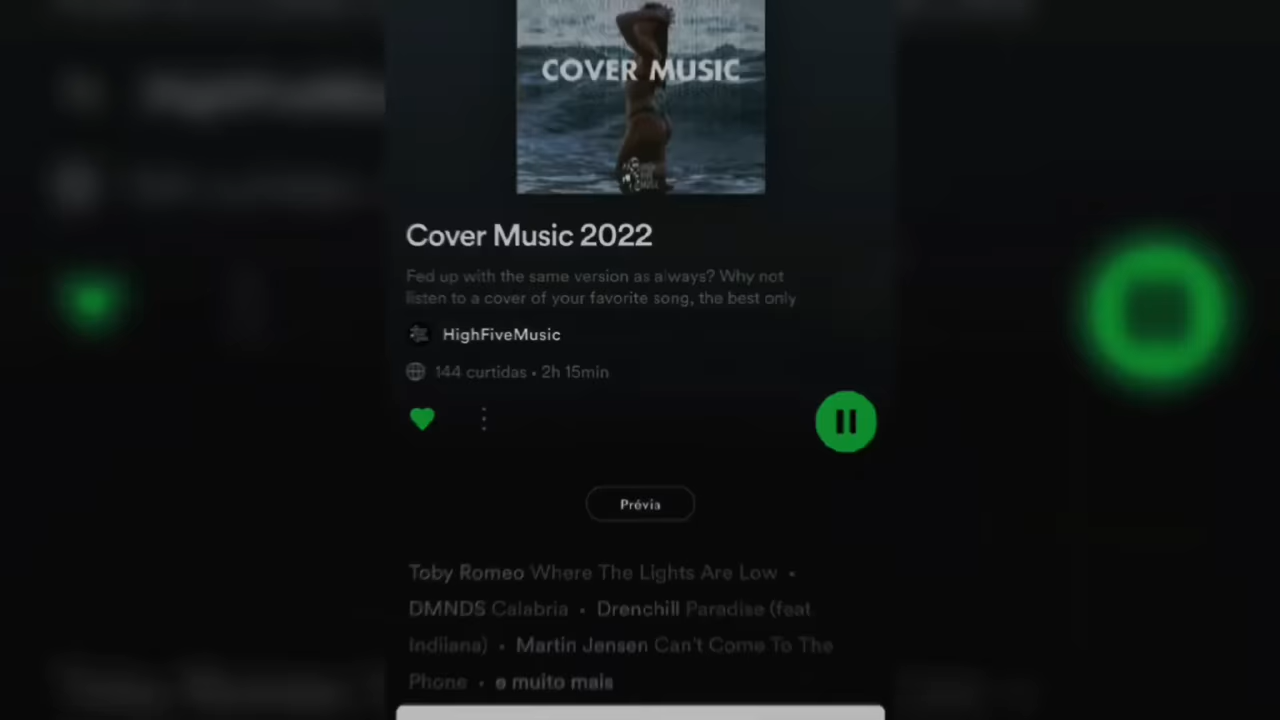 COVER MUSIC
Cover Music 2022
Fed up with the same version as always? Why not
listen to a cover of your favorite song, the best only
HighFiveMusic
144 curtidas • 2h 15min
Prévia
Toby Romeo Where The Lights Are Low •
DMNDS Calabria • Drenchill Paradise (feat.
Indiiana) • Martin Jensen Can't Come To The
Phone • e muito mais